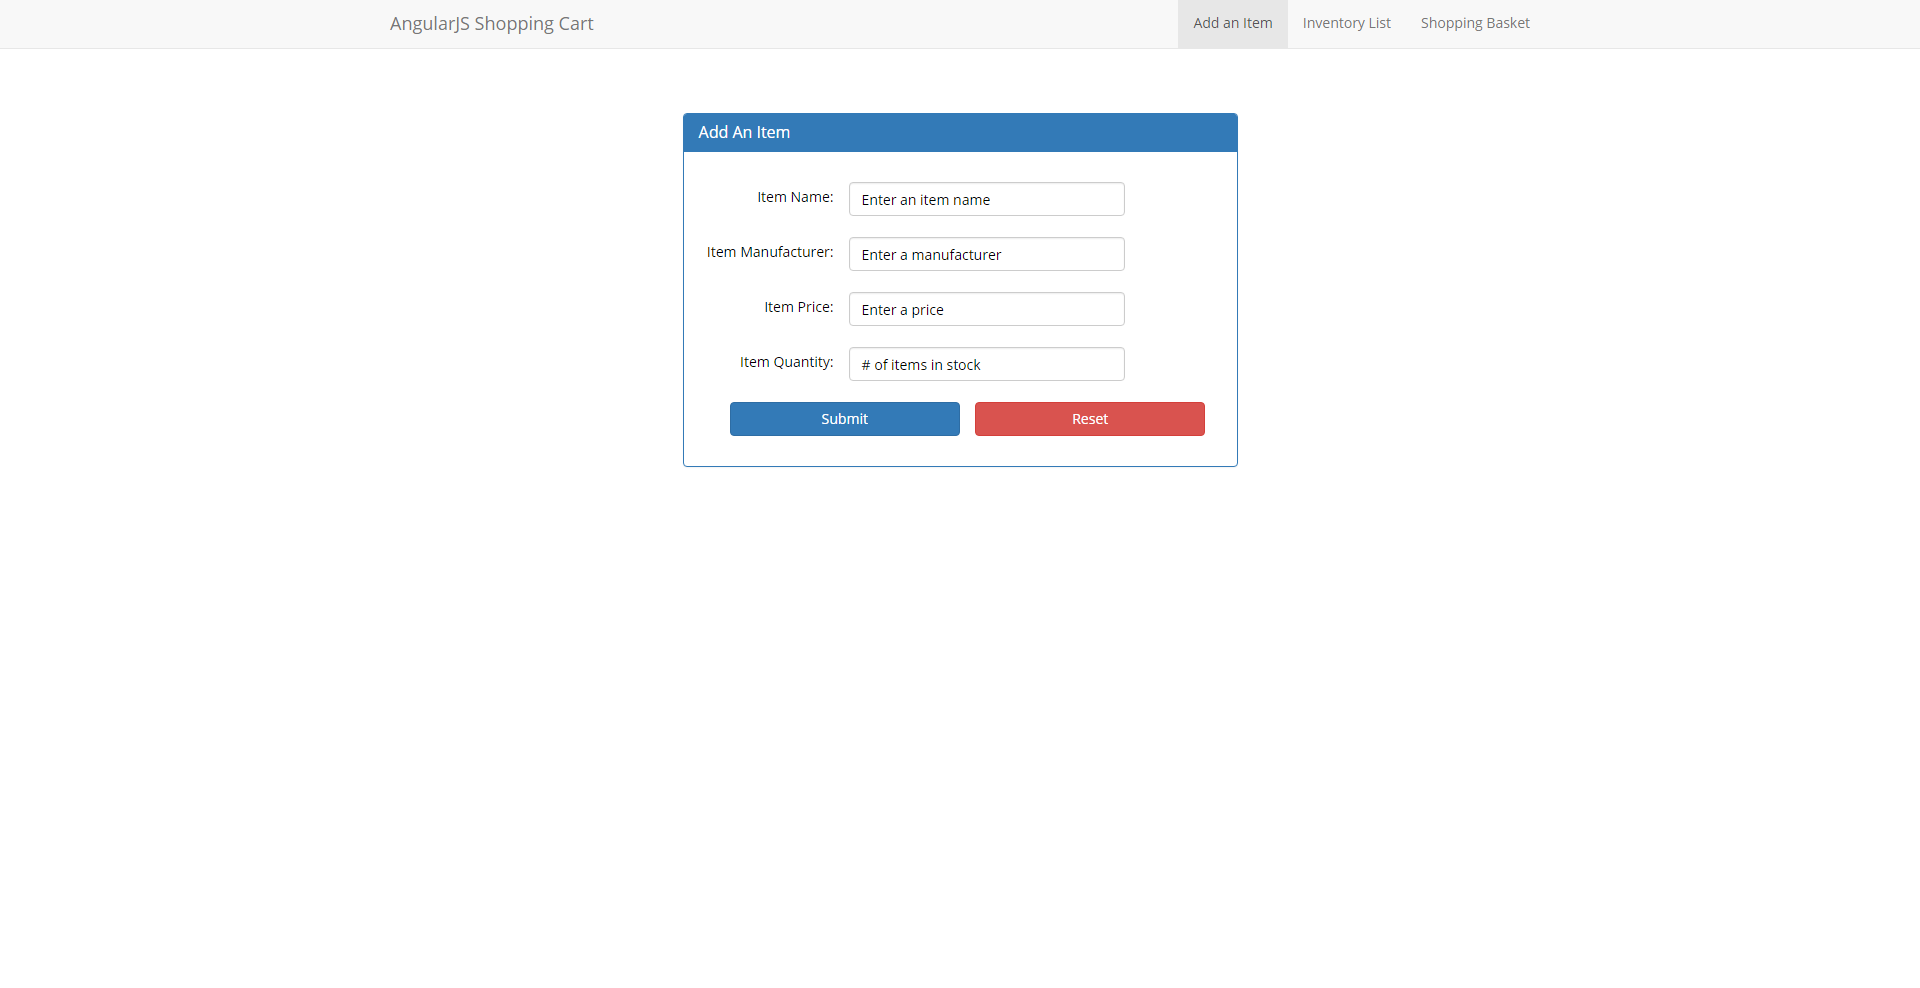 AngularJS Shopping Cart Add an Item Inventory List Shopping Basket
Add An Item
Item Name: Enter an item name
Item Manufacturer: Enter a manufacturer
Item Price: Enter a price
Item Quantity: # of items in stock
Submit Reset